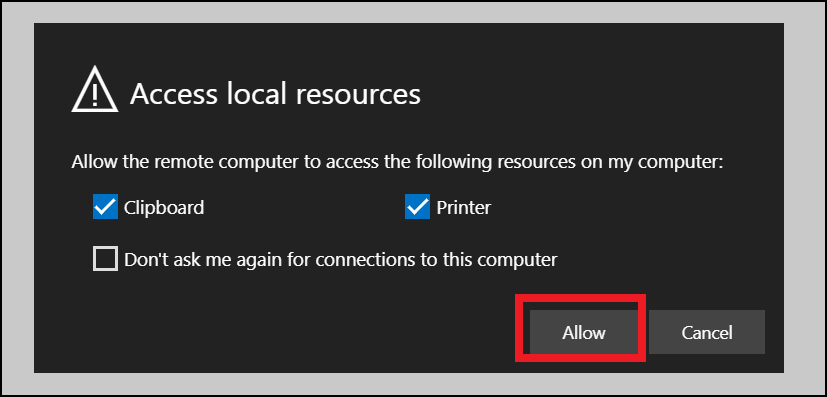 Access local resources
Allow the remote computer to access the following resources on my computer:
Clipboard Printer
Don't ask me again for connections to this computer
Allow Cancel